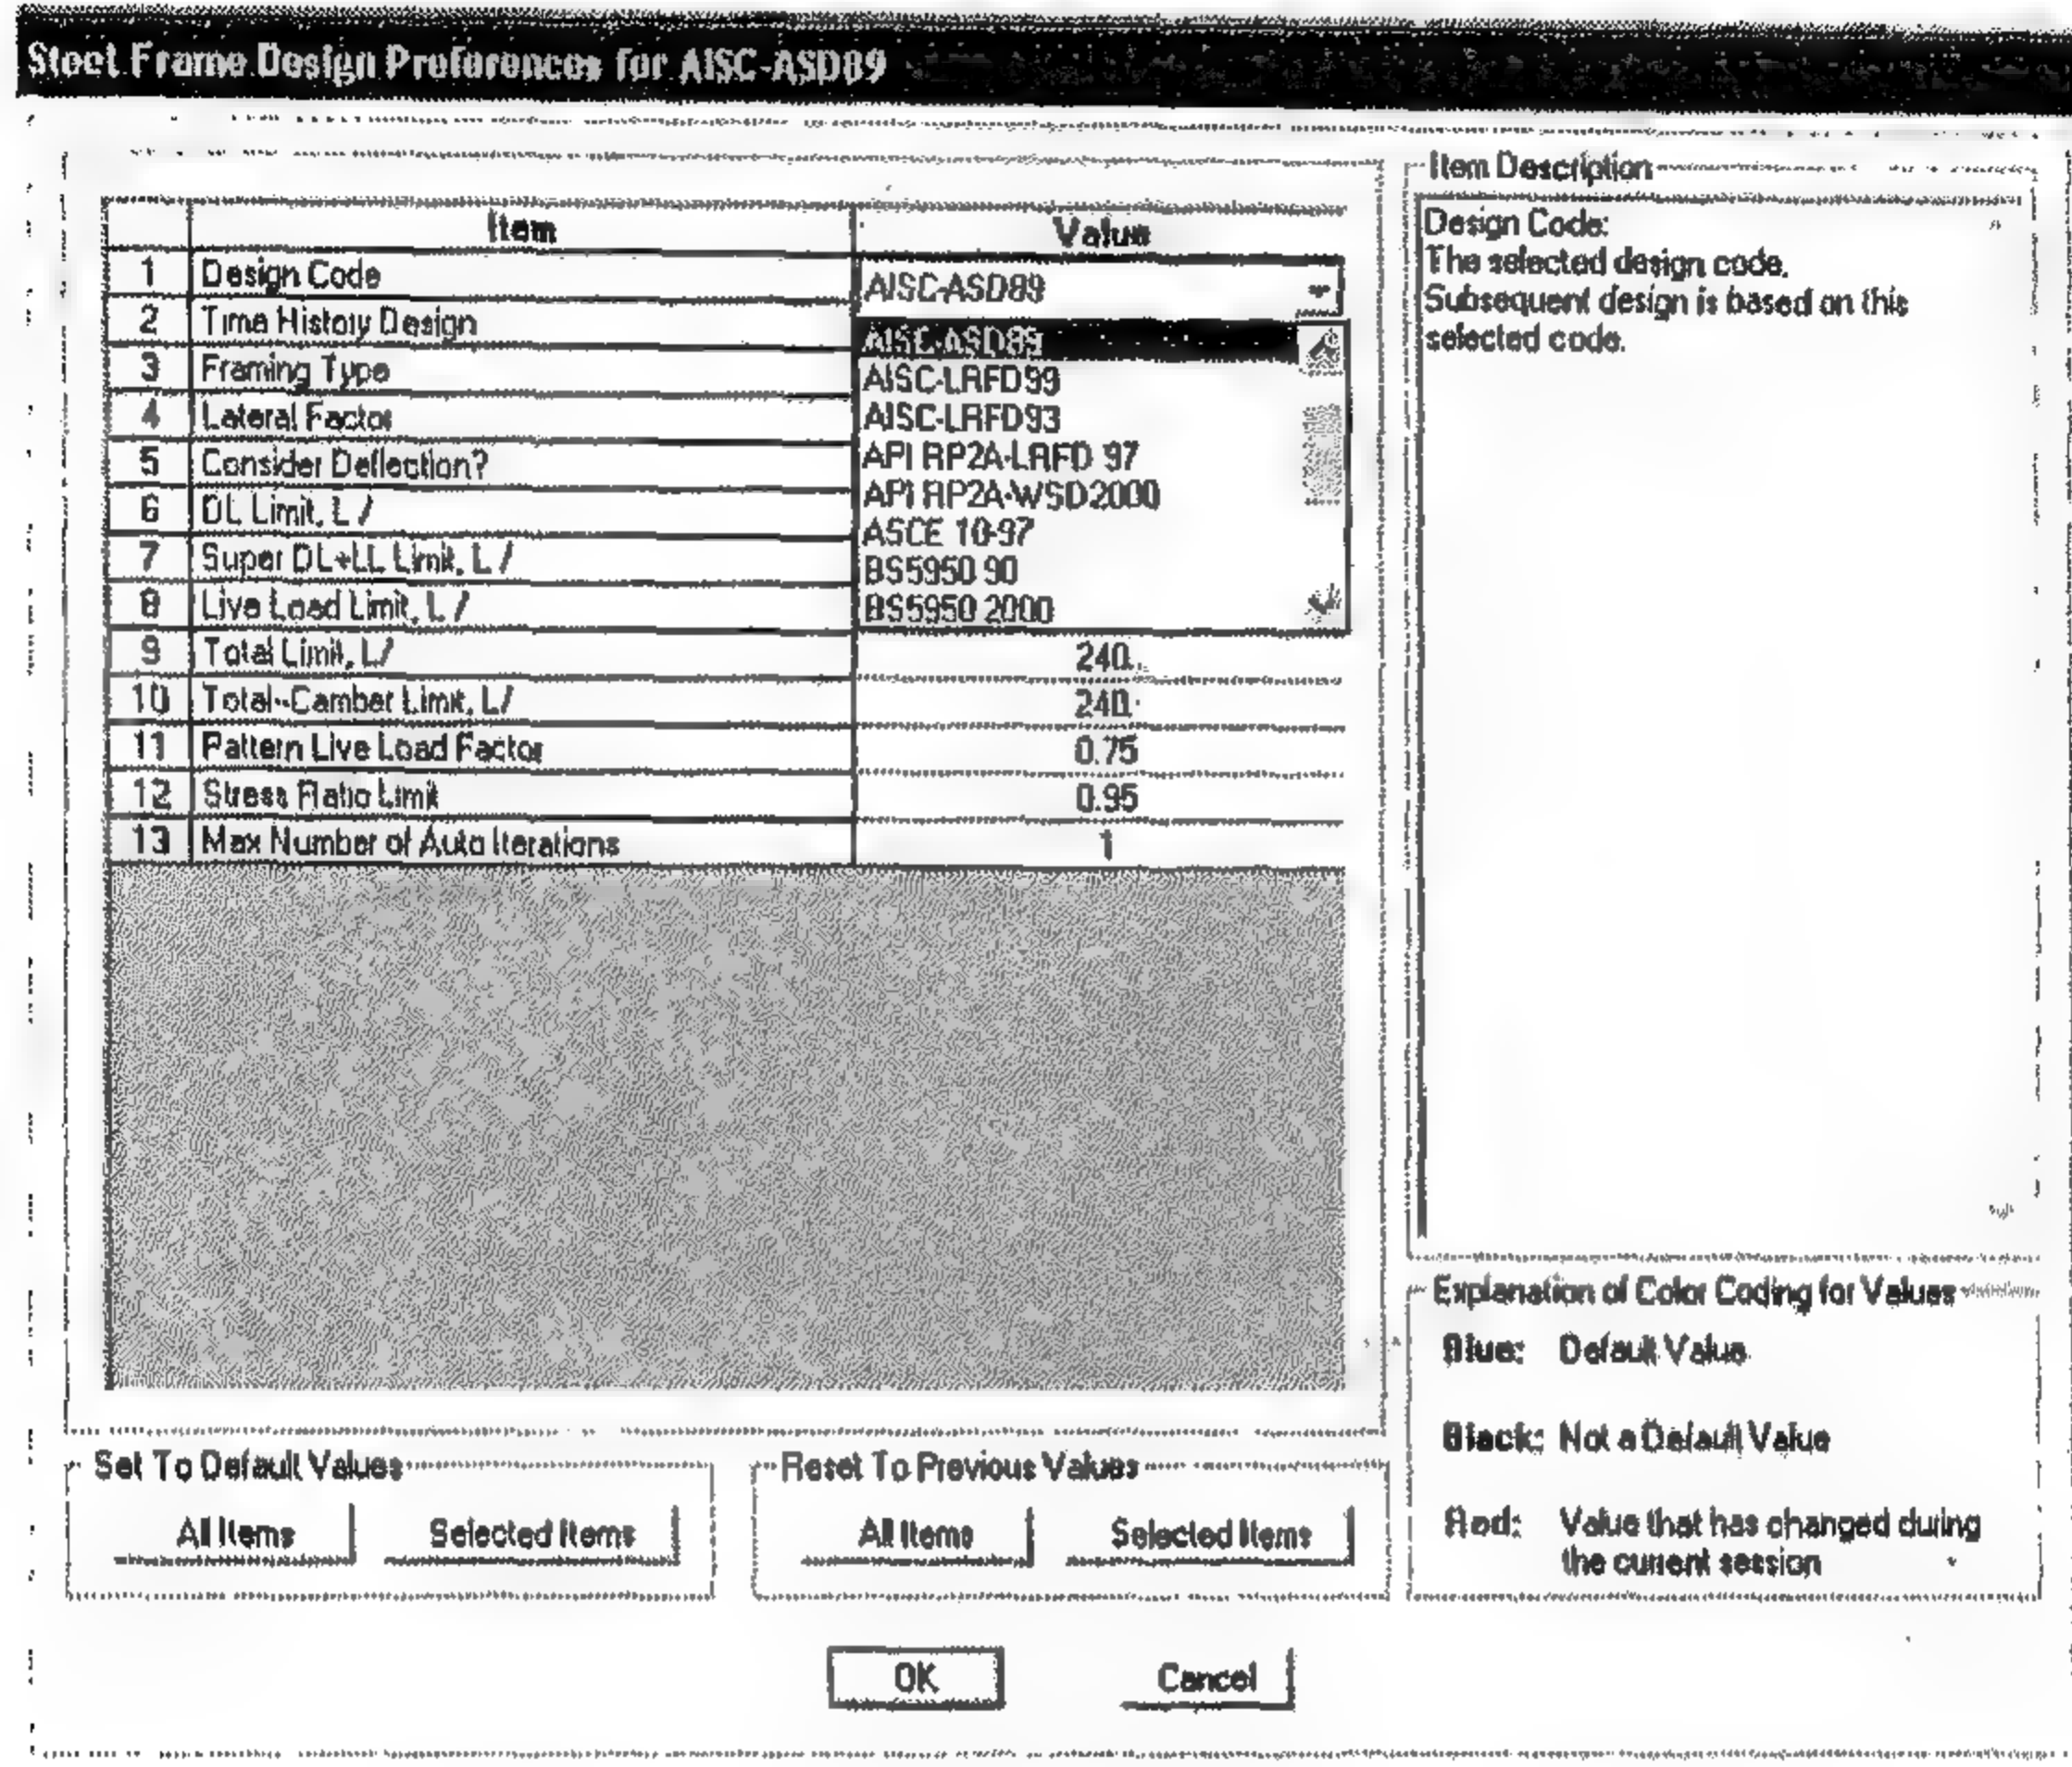 Steel Frame Design Preferences for AISC-ASD89
Item Value
1 Design Code AISC-ASD89
2 Time History Design
3 Framing Type
4 Lateral Factor
5 Consider Deflection?
6 DL Limit, L /
7 Super DL+LL Limit, L /
8 Live Load Limit, L /
9 Total Limit, L/ 240.
10 Total--Camber Limit, L/ 240.
11 Pattern Live Load Factor 0.75
12 Stress Ratio Limit 0.95
13 Max Number of Auto Iterations 1
AISC-ASD89
AISC-LRFD99
AISC-LRFD93
API RP2A-LRFD 97
API RP2A-WSD2000
ASCE 10-97
BS5950 90
BS5950 2000
Item Description
Design Code:
The selected design code.
Subsequent design is based on this
selected code.
Explanation of Color Coding for Values
Blue: Default Value
Black: Not a Default Value
Red: Value that has changed during
the current session
Set To Default Values
All Items Selected Items
Reset To Previous Values
All Items Selected Items
OK Cancel